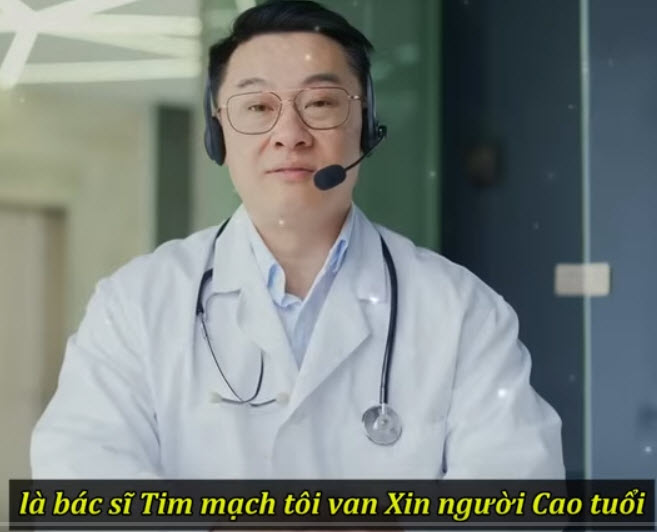 là bác sĩ Tim mạch tôi van Xin người Cao tuổi